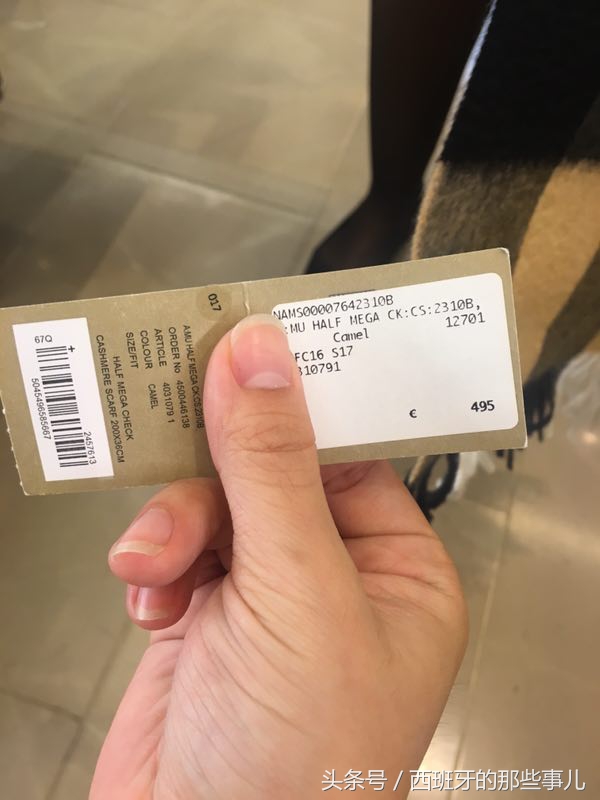 NAMS00007642310B
:MU HALF MEGA CK:CS:2310B,
Camel 12701
FC16 S17
310791
€ 495
017
AMU HALF MEGA CK:CS:2310B
ORDER No 4500446138
ARTICLE 4031079 1
COLOUR CAMEL
SIZE/FIT
HALF MEGA CHECK
CASHMERE SCARF 200X36CM
67Q +
2457613
5045496585667
头条号 / 西班牙的那些事儿